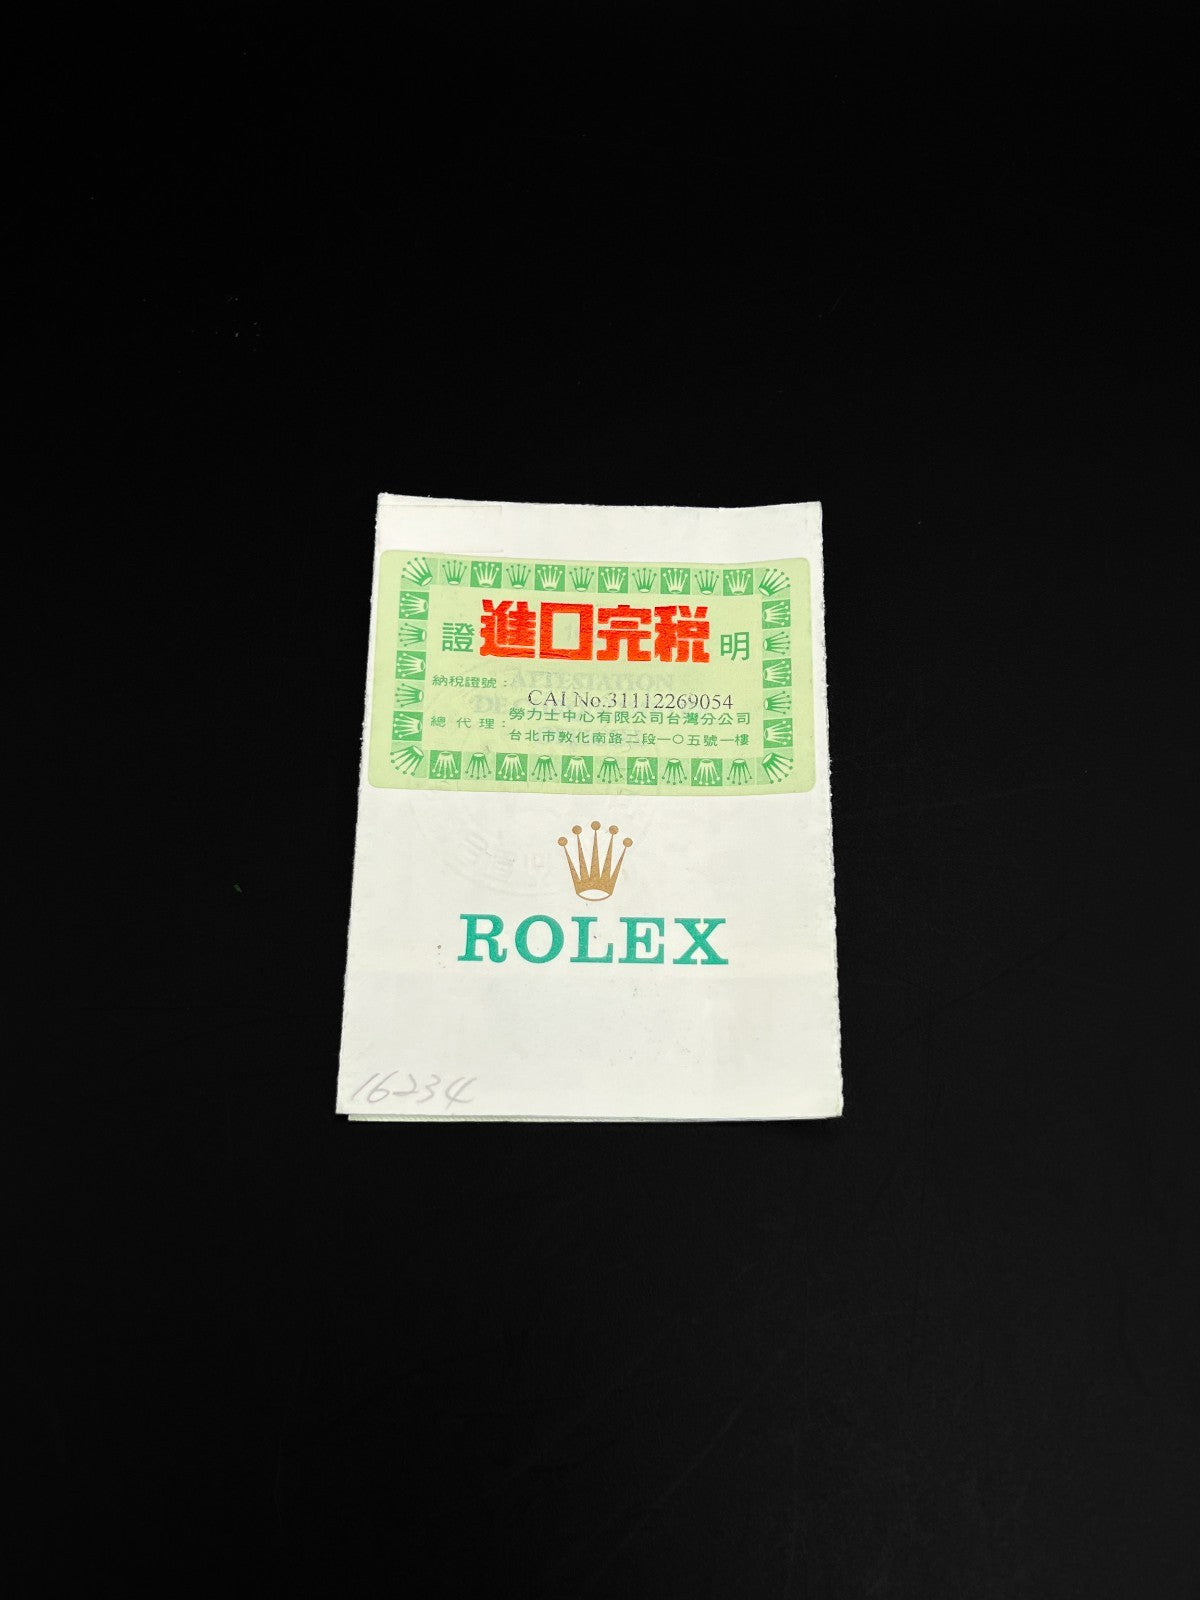 證 進口完税 明
納稅證號：
ATTESTATION
CAI No.31112269054
總代理：勞力士中心有限公司台灣分公司
台北市敦化南路二段一〇五號一樓
ROLEX
16234